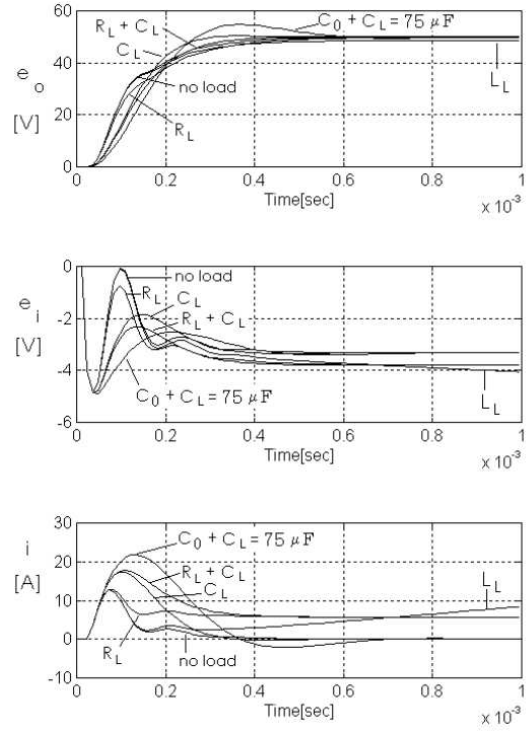 60
40
20
0
e_o
[V]
R_L + C_L
C_L
C_0 + C_L = 75 μF
no load
R_L
L_L
0 0.2 0.4 0.6 0.8 1
Time[sec]
x 10^-3
0
-2
-4
-6
e_i
[V]
no load
R_L
C_L
R_L + C_L
C_0 + C_L = 75 μF
L_L
0 0.2 0.4 0.6 0.8 1
Time[sec]
x 10^-3
30
20
10
0
-10
i
[A]
C_0 + C_L = 75 μF
R_L + C_L
C_L
L_L
R_L
no load
0 0.2 0.4 0.6 0.8 1
Time[sec]
x 10^-3